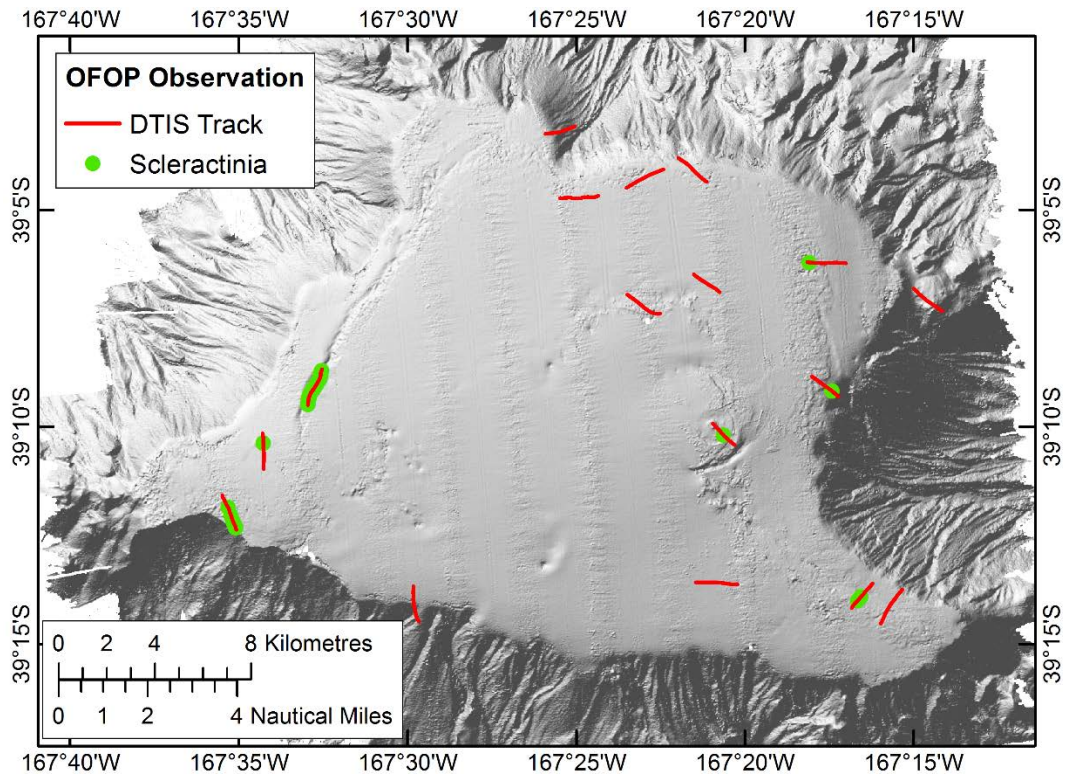 167°40'W 167°35'W 167°30'W 167°25'W 167°20'W 167°15'W
OFOP Observation
DTIS Track
Scleractinia
39°5'S 39°5'S
39°10'S 39°10'S
39°15'S 39°15'S
0 2 4 8 Kilometres
0 1 2 4 Nautical Miles
167°40'W 167°35'W 167°30'W 167°25'W 167°20'W 167°15'W